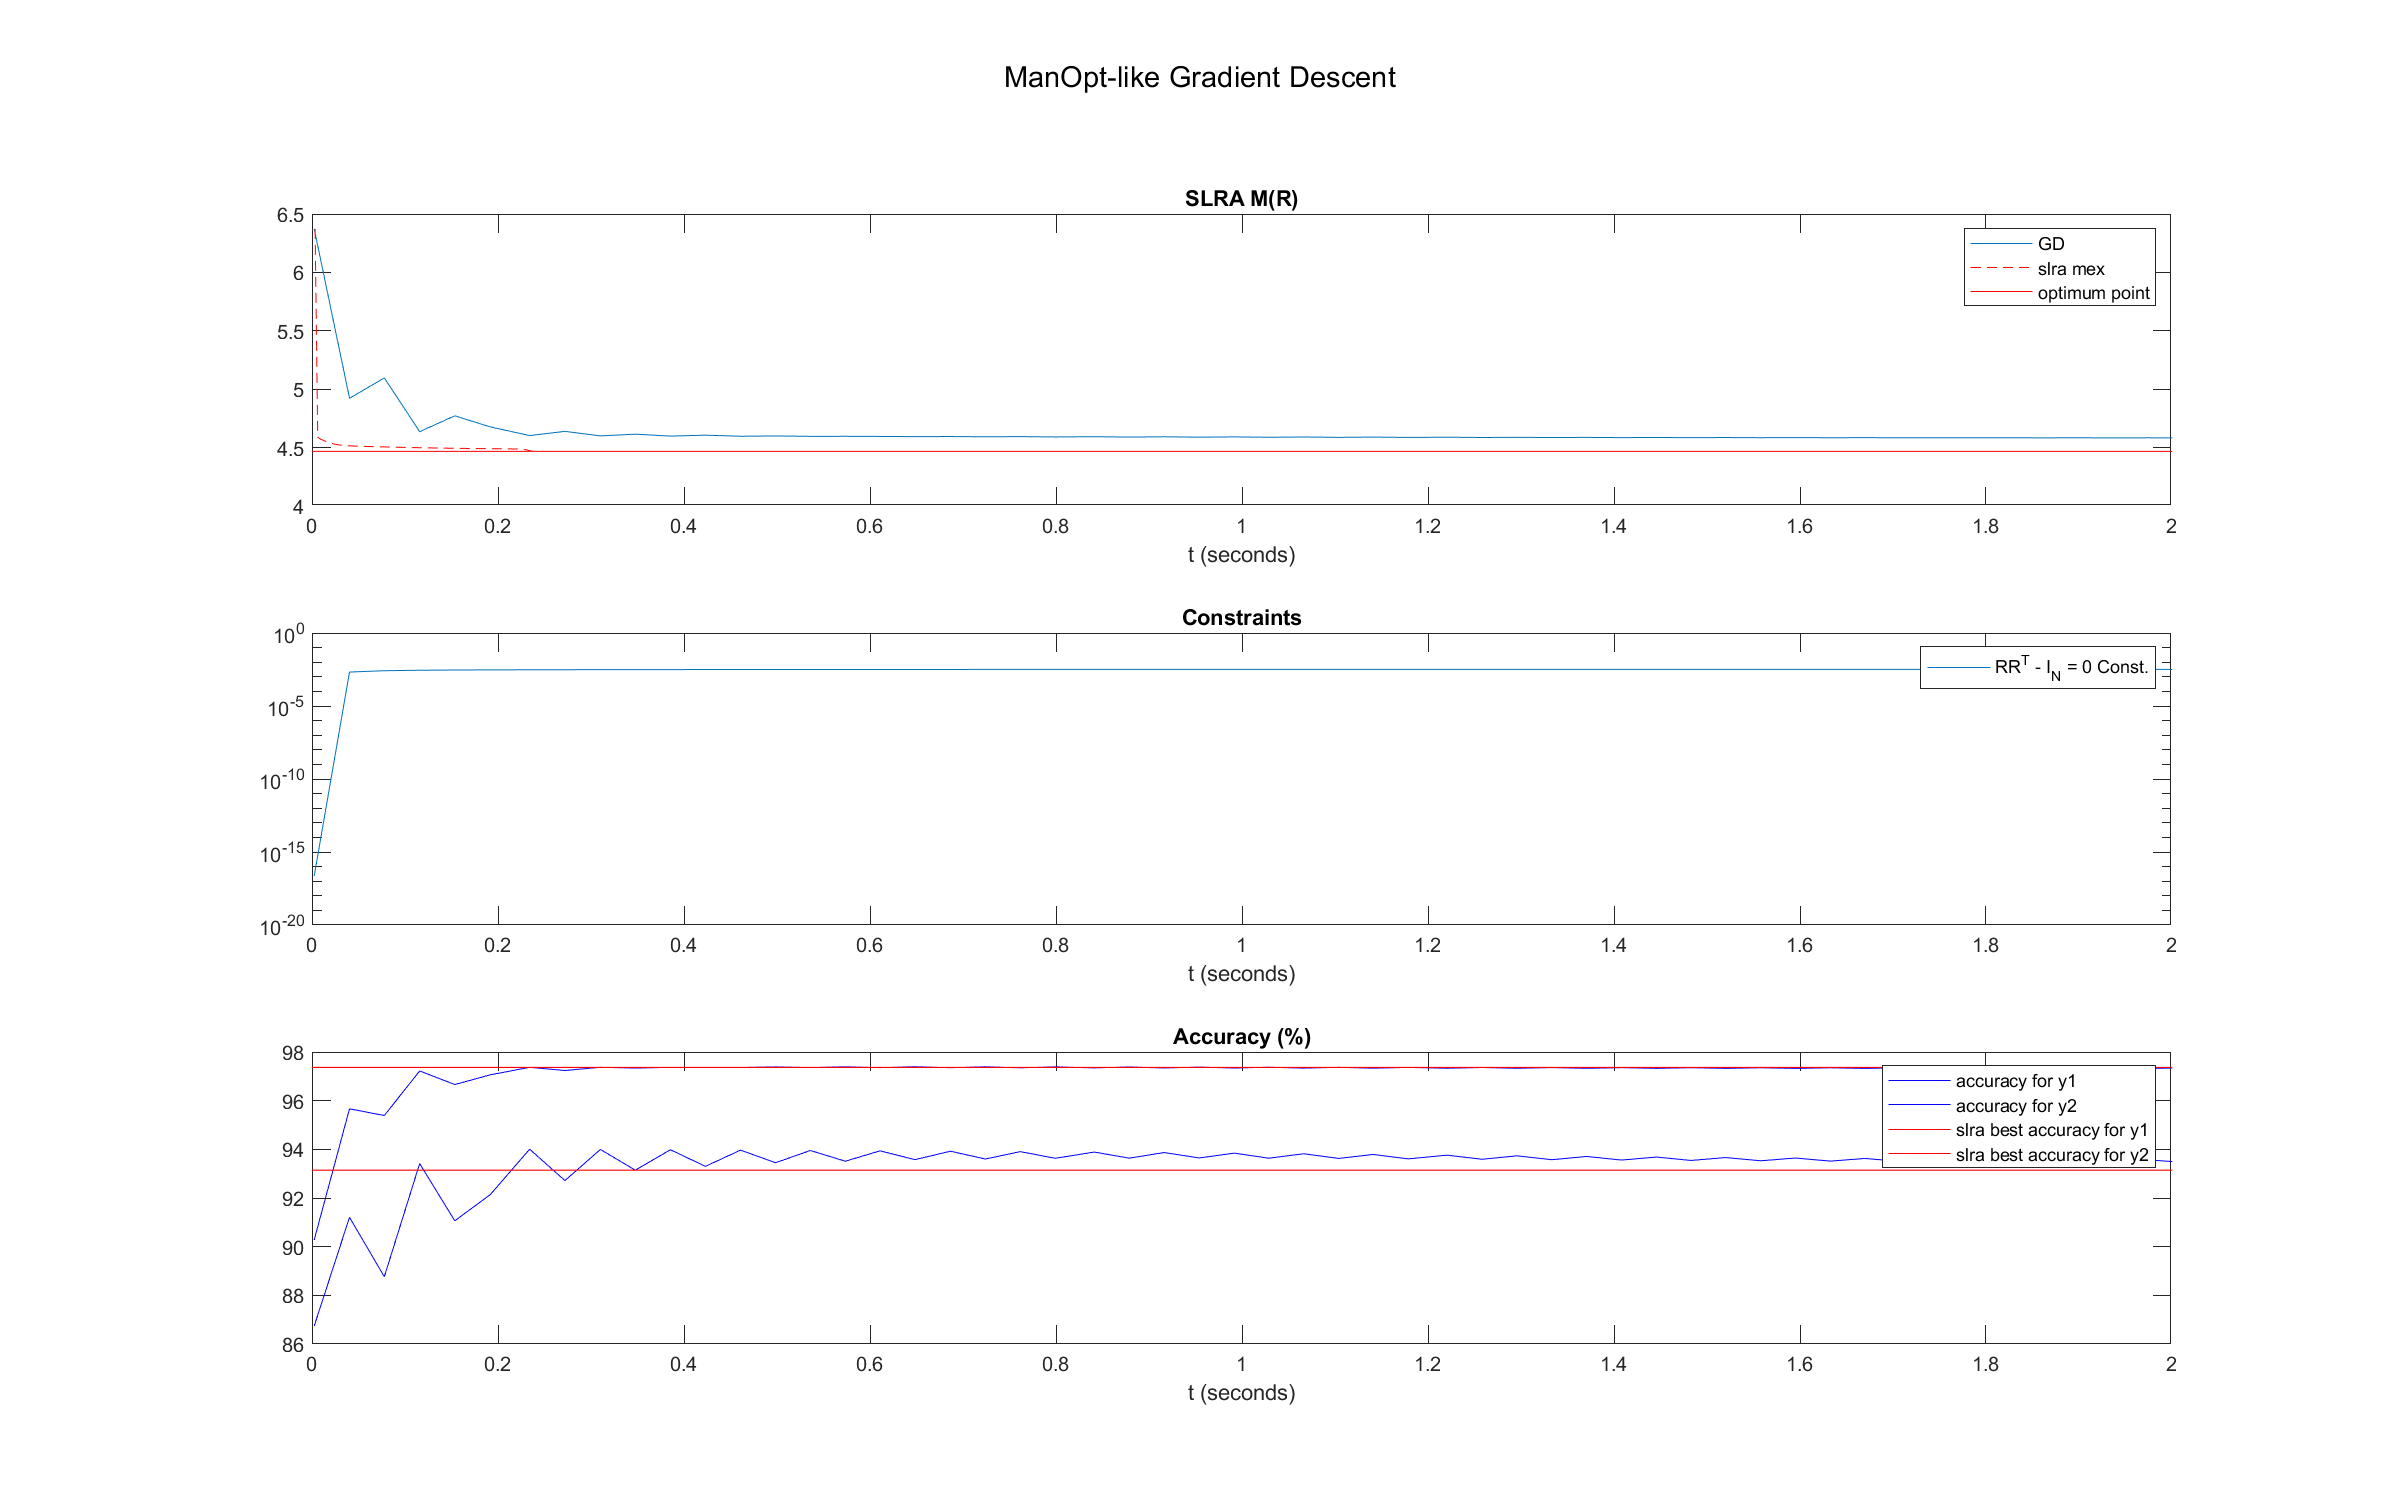 ManOpt-like Gradient Descent
SLRA M(R)
6.5
6
5.5
5
4.5
4
GD
slra mex
optimum point
0 0.2 0.4 0.6 0.8 1 1.2 1.4 1.6 1.8 2
t (seconds)
Constraints
10^0
10^-5
10^-10
10^-15
10^-20
RR^T - I_N = 0 Const.
0 0.2 0.4 0.6 0.8 1 1.2 1.4 1.6 1.8 2
t (seconds)
Accuracy (%)
98
96
94
92
90
88
86
accuracy for y1
accuracy for y2
slra best accuracy for y1
slra best accuracy for y2
0 0.2 0.4 0.6 0.8 1 1.2 1.4 1.6 1.8 2
t (seconds)